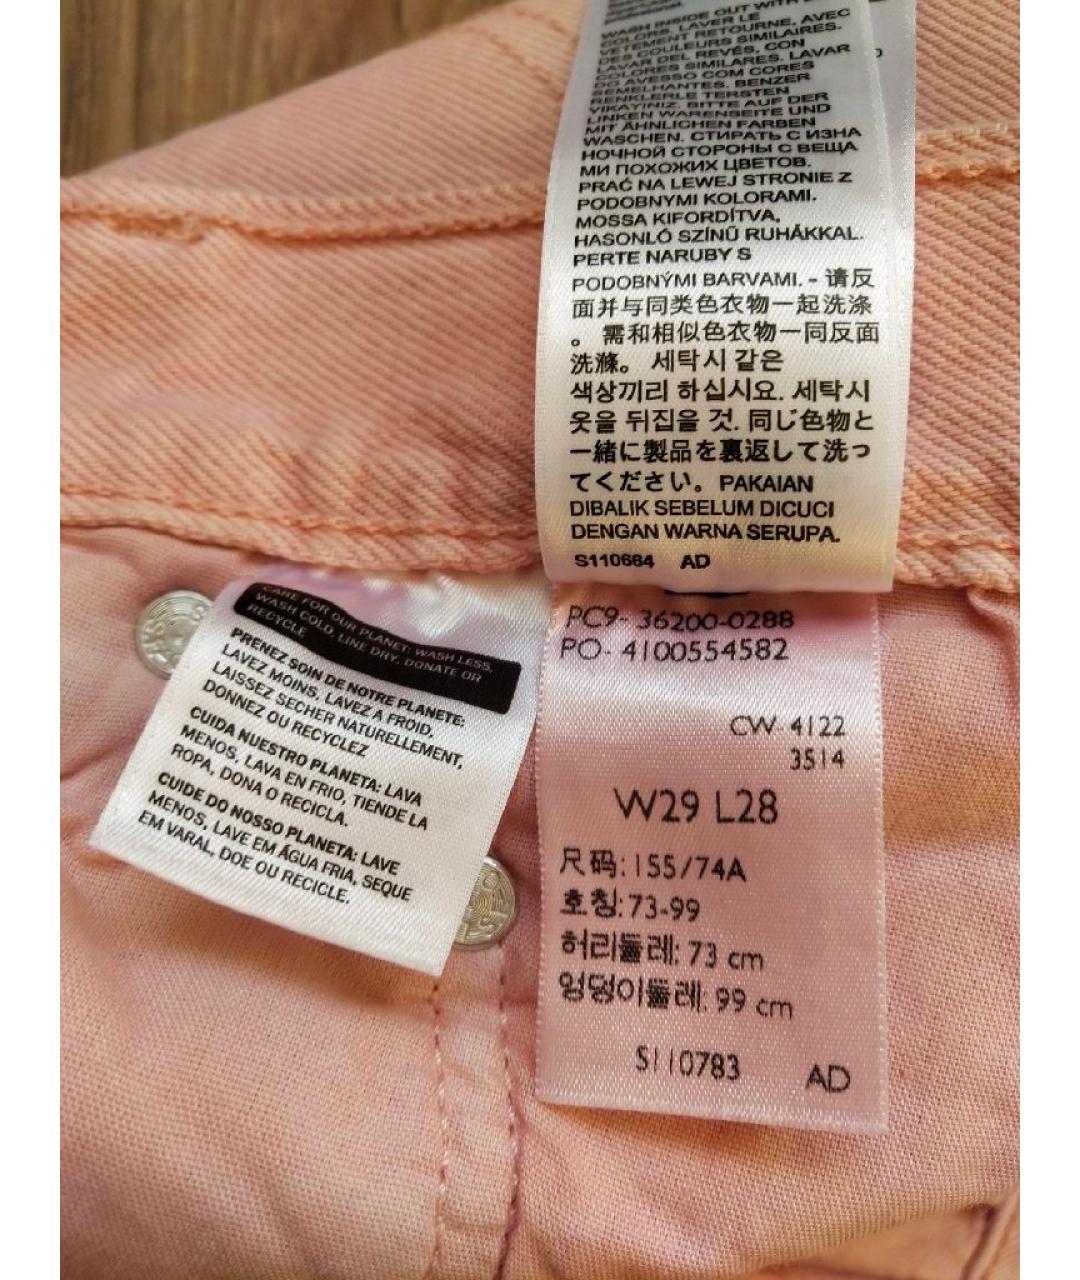 WASH INSIDE OUT WITH
COLORS. LAVER LE
VÊTEMENT RETOURNE, AVEC
DES COULEURS SIMILAIRES.
LAVAR DEL REVÉS, CON
COLORES SIMILARES. LAVAR
DO AVESSO COM CORES
SEMELHANTES. BENZER
RENKLERLE TERSTEN
YIKAYINIZ. BITTE AUF DER
LINKEN WARENSEITE UND
MIT ÄHNLICHEN FARBEN
WASCHEN. СТИРАТЬ С ИЗНА
НОЧНОЙ СТОРОНЫ С ВЕЩА
МИ ПОХОЖИХ ЦВЕТОВ.
PRAĆ NA LEWEJ STRONIE Z
PODOBNYMI KOLORAMI.
MOSSA KIFORDÍTVA,
HASONLÓ SZÍNŰ RUHÁKKAL.
PERTE NARUBY S
PODOBNÝMI BARVAMI. - 请反
面并与同类色衣物一起洗涤
。需和相似色衣物一同反面
洗滌。 세탁시 같은
색상끼리 하십시요. 세탁시
옷을 뒤집을 것. 同じ色物と
一緒に製品を裏返して洗っ
てください。 PAKAIAN
DIBALIK SEBELUM DICUCI
DENGAN WARNA SERUPA.
S110664 AD
CARE FOR OUR PLANET: WASH LESS,
WASH COLD, LINE DRY, DONATE OR
RECYCLE
PRENEZ SOIN DE NOTRE PLANETE:
LAVEZ MOINS, LAVEZ A FROID,
LAISSEZ SECHER NATURELLEMENT,
DONNEZ OU RECYCLEZ
CUIDA NUESTRO PLANETA: LAVA
MENOS, LAVA EN FRIO, TIENDE LA
ROPA, DONA O RECICLA.
CUIDE DO NOSSO PLANETA: LAVE
MENOS, LAVE EM ÁGUA FRIA, SEQUE
EM VARAL, DOE OU RECICLE.
PC9- 36200-0288
PO- 4100554582
CW- 4122
3514
W29 L28
尺码: 155/74A
호칭: 73-99
허리둘레: 73 cm
엉덩이둘레: 99 cm
S110783 AD